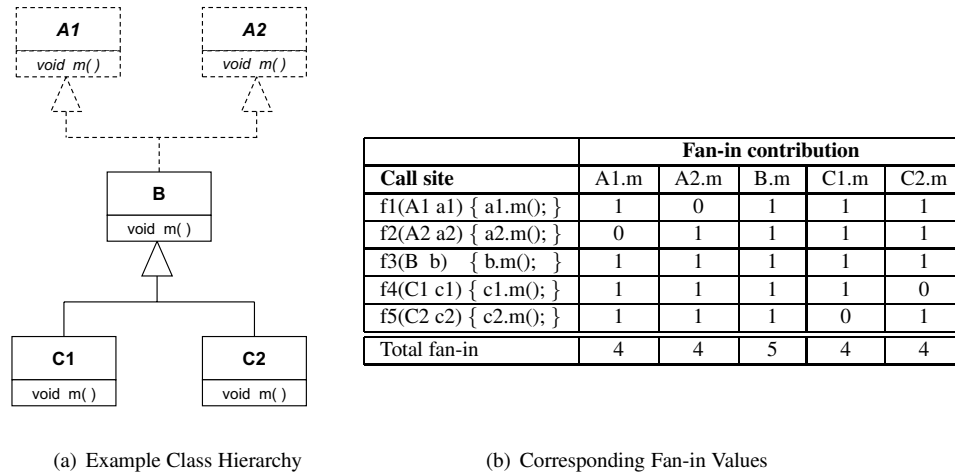 A1
void m( )
A2
void m( )
B
void m( )
C1
void m( )
C2
void m( )
(a) Example Class Hierarchy
Fan-in contribution
Call site A1.m A2.m B.m C1.m C2.m
f1(A1 a1) { a1.m(); } 1 0 1 1 1
f2(A2 a2) { a2.m(); } 0 1 1 1 1
f3(B b) { b.m(); } 1 1 1 1 1
f4(C1 c1) { c1.m(); } 1 1 1 1 0
f5(C2 c2) { c2.m(); } 1 1 1 0 1
Total fan-in 4 4 5 4 4
(b) Corresponding Fan-in Values